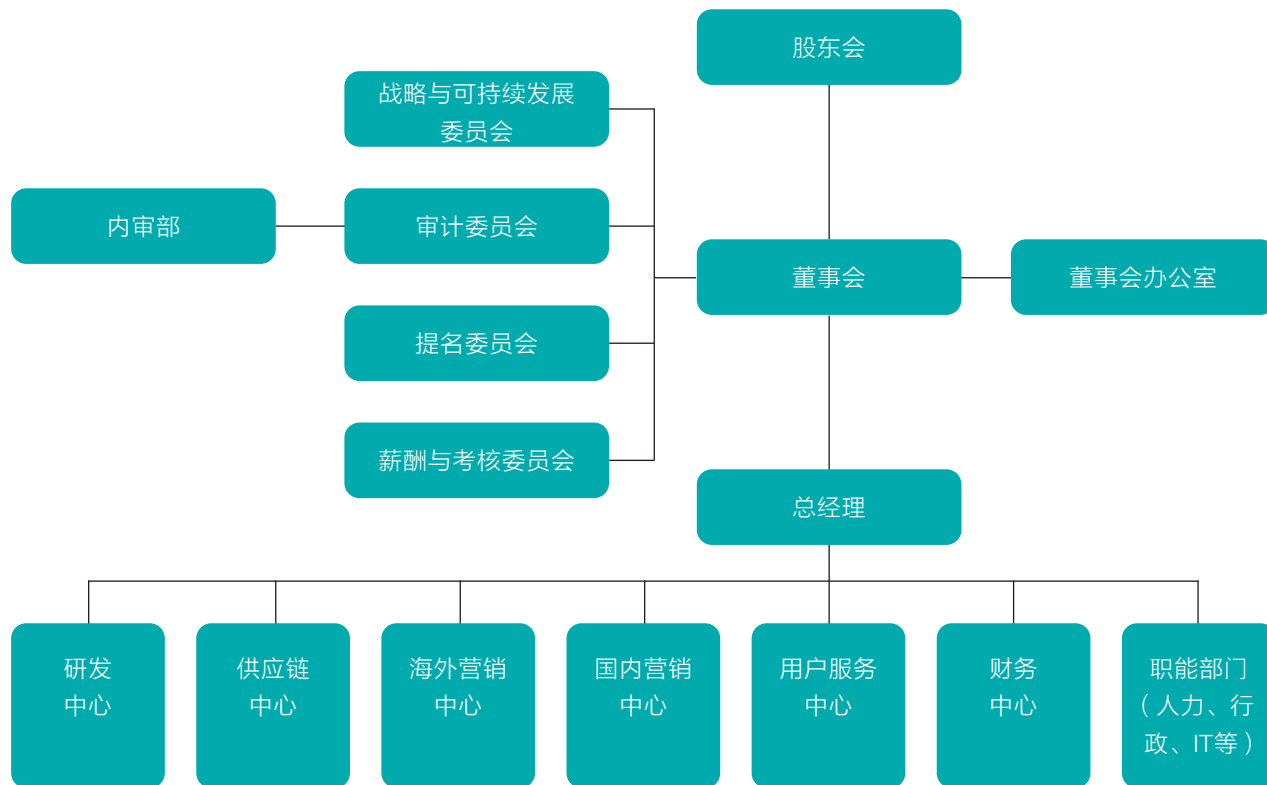 股东会
战略与可持续发展
委员会
内审部
审计委员会
董事会
董事会办公室
提名委员会
薪酬与考核委员会
总经理
研发
中心
供应链
中心
海外营销
中心
国内营销
中心
用户服务
中心
财务
中心
职能部门
（人力、行
政、IT等）